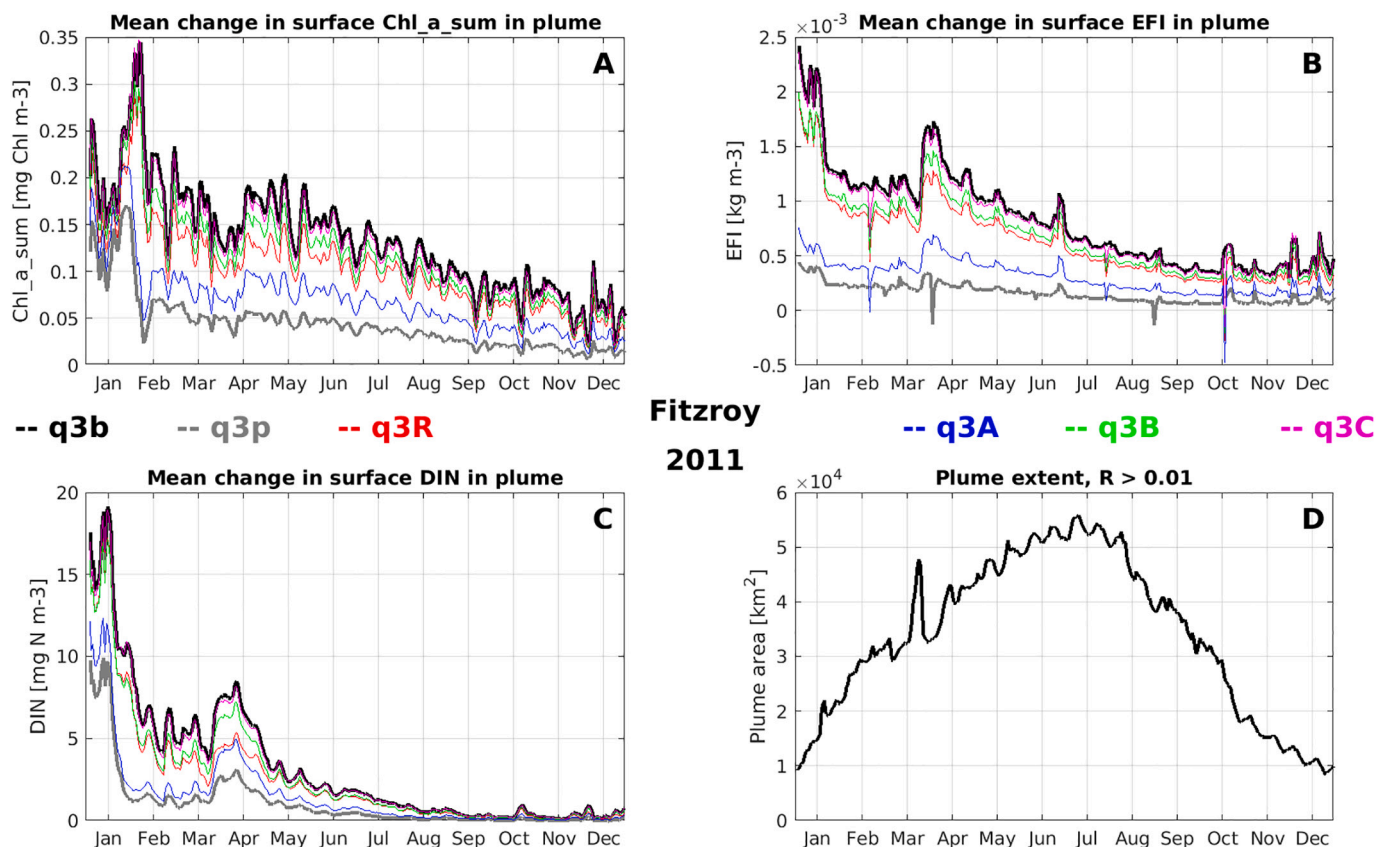 Mean change in surface Chl_a_sum in plume
Chl_a_sum [mg Chl m-3]
0.35
0.3
0.25
0.2
0.15
0.1
0.05
0
A
Jan Feb Mar Apr May Jun Jul Aug Sep Oct Nov Dec
Mean change in surface EFI in plume
×10⁻³
EFI [kg m-3]
2.5
2
1.5
1
0.5
0
-0.5
B
Jan Feb Mar Apr May Jun Jul Aug Sep Oct Nov Dec
-- q3b -- q3p -- q3R
Fitzroy
2011
-- q3A -- q3B -- q3C
Mean change in surface DIN in plume
DIN [mg N m-3]
20
15
10
5
0
C
Jan Feb Mar Apr May Jun Jul Aug Sep Oct Nov Dec
Plume extent, R > 0.01
×10⁴
Plume area [km²]
6
5
4
3
2
1
0
D
Jan Feb Mar Apr May Jun Jul Aug Sep Oct Nov Dec